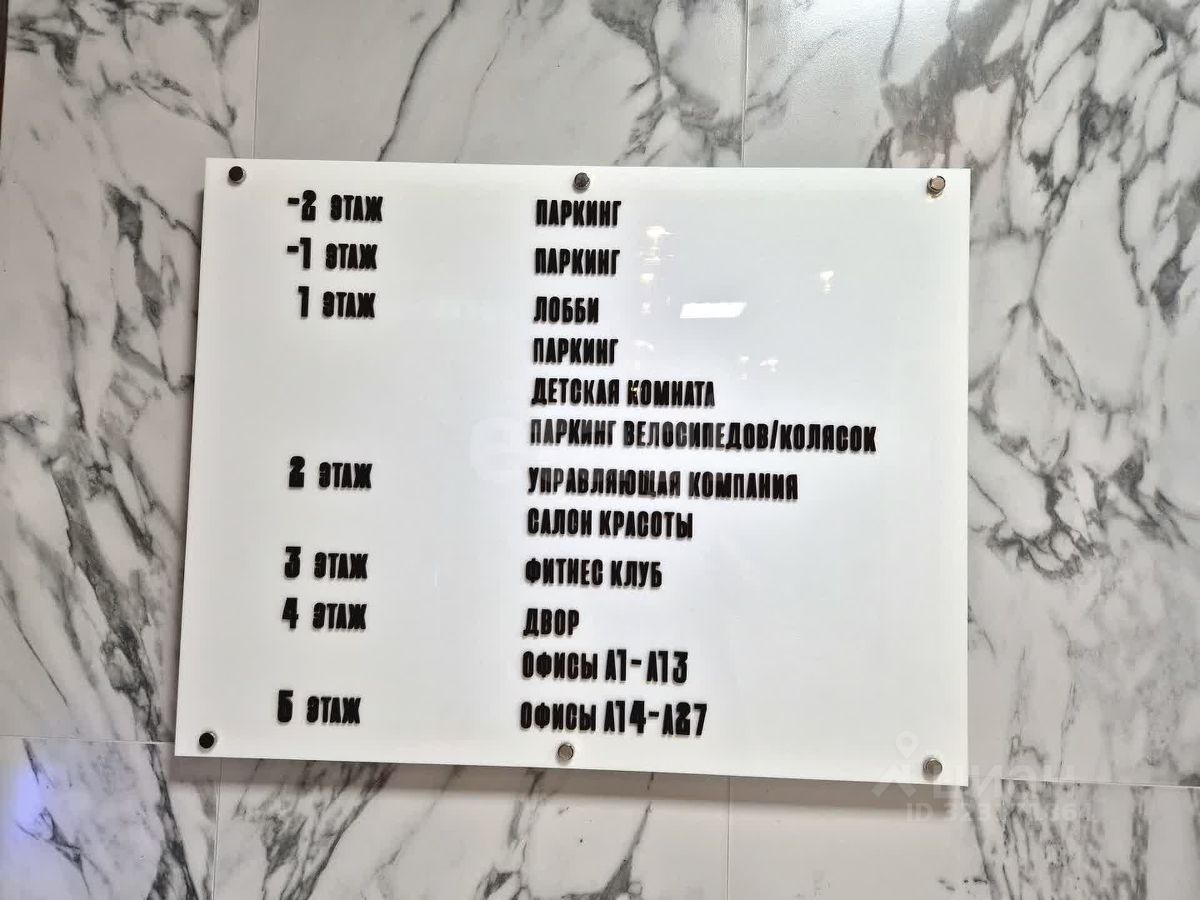 -2 ЭТАЖ ПАРКИНГ
-1 ЭТАЖ ПАРКИНГ
1 ЭТАЖ ЛОББИ
ПАРКИНГ
ДЕТСКАЯ КОМНАТА
ПАРКИНГ ВЕЛОСИПЕДОВ/КОЛЯСОК
2 ЭТАЖ УПРАВЛЯЮЩАЯ КОМПАНИЯ
САЛОН КРАСОТЫ
3 ЭТАЖ ФИТНЕС КЛУБ
4 ЭТАЖ ДВОР
ОФИСЫ А1-А13
5 ЭТАЖ ОФИСЫ А14-А27